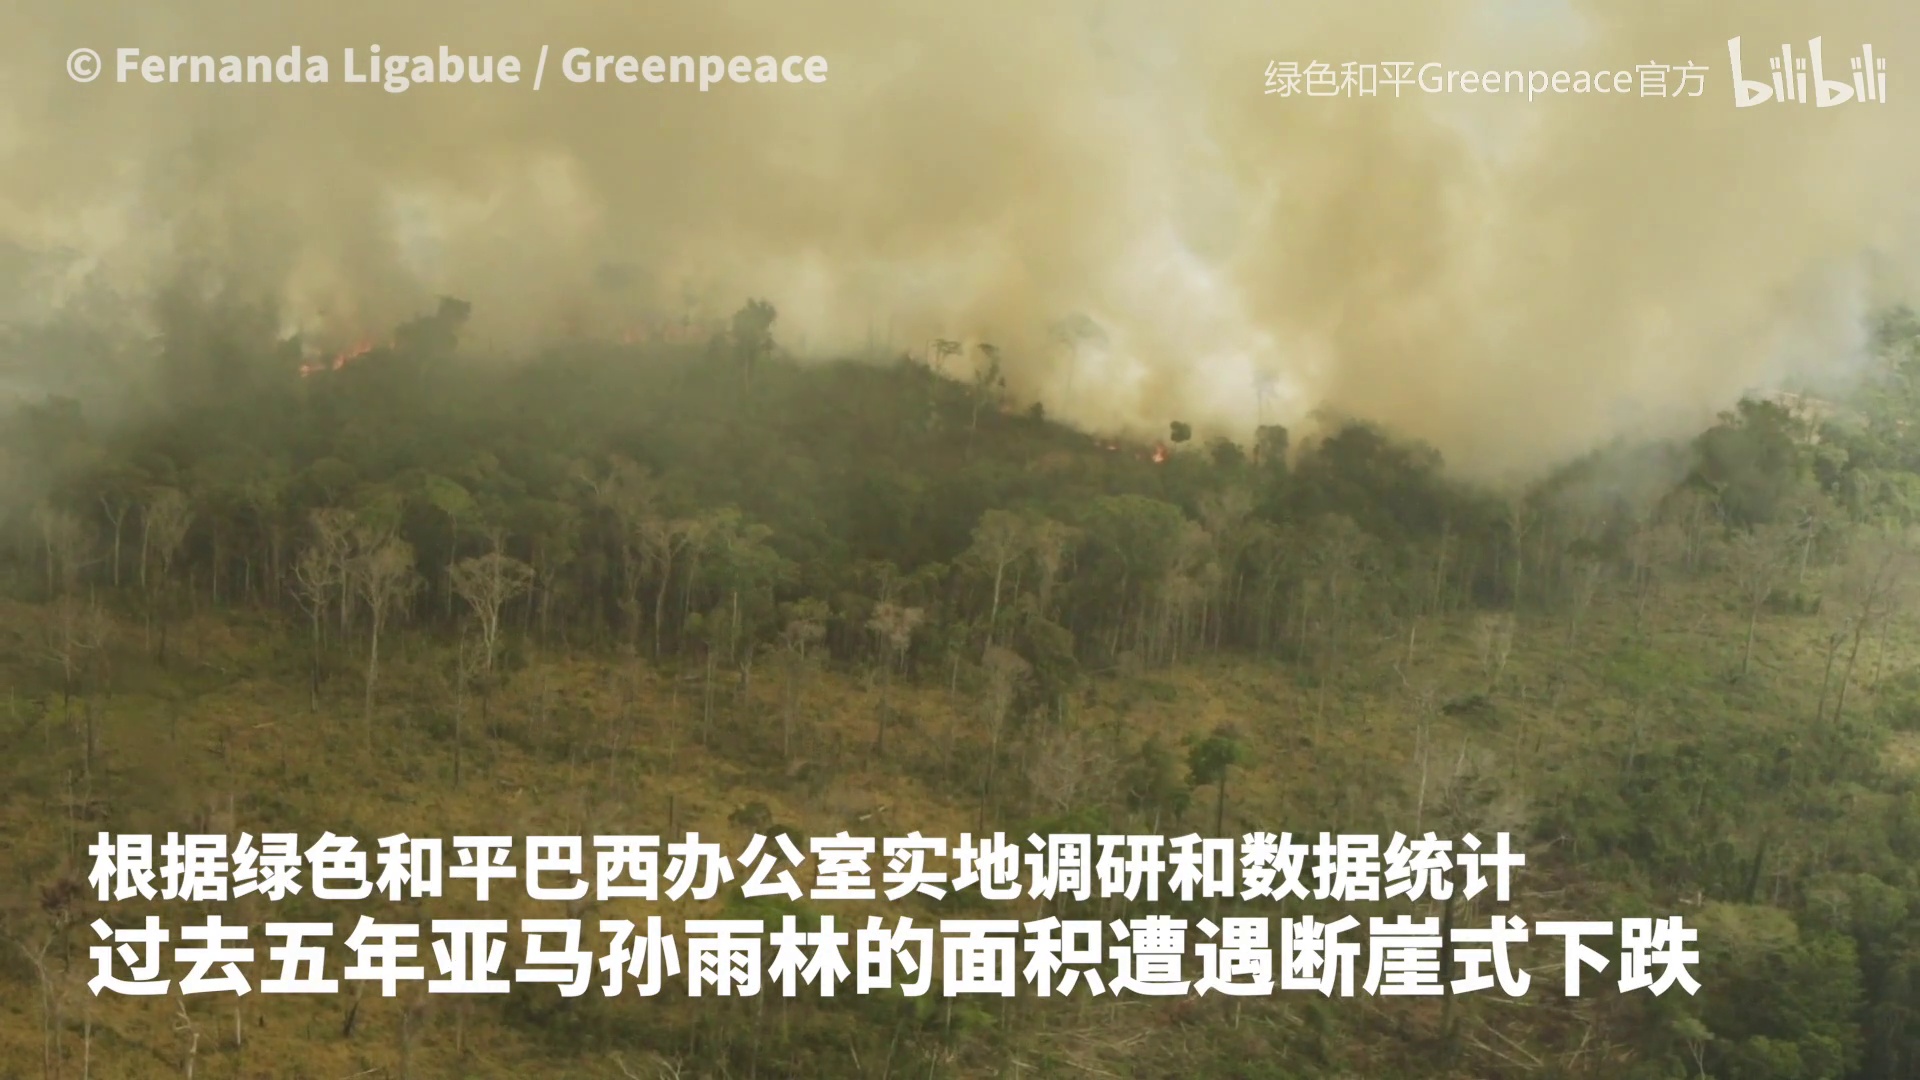 © Fernanda Ligabue / Greenpeace
绿色和平Greenpeace官方 bilibili
根据绿色和平巴西办公室实地调研和数据统计
过去五年亚马孙雨林的面积遭遇断崖式下跌